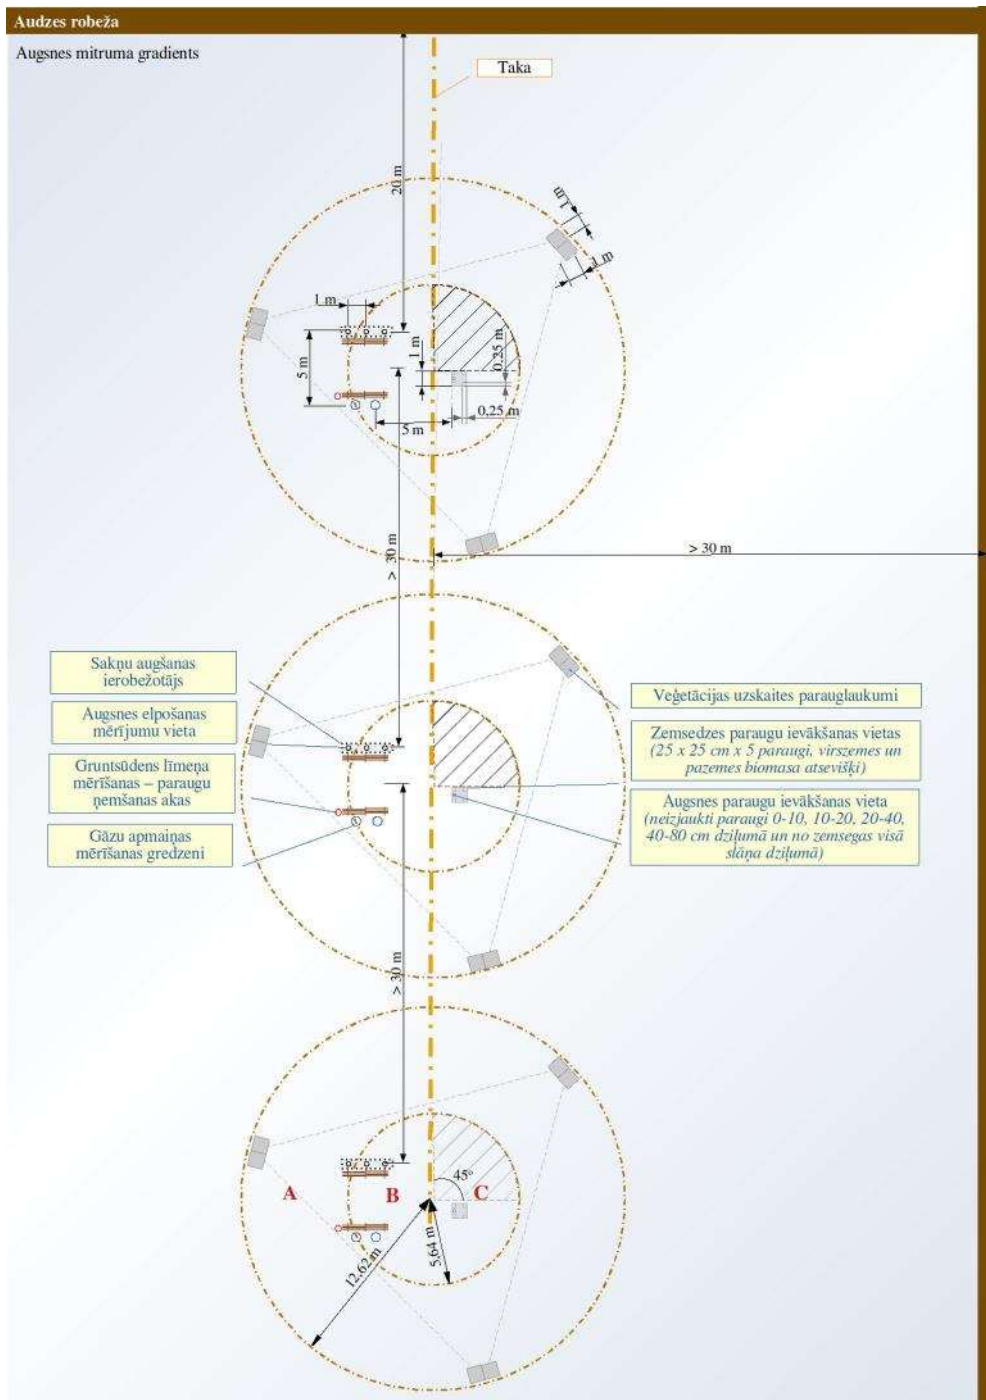 Audzes robeža
Augsnes mitruma gradients
Taka
20 m
1 m
1 m
1 m
5 m
1 m
0,25 m
0,25 m
5 m
> 30 m
> 30 m
Sakņu augšanas
ierobežotājs
Augsnes elpošanas
mērījumu vieta
Gruntsūdens līmeņa
mērīšanas – paraugu
ņemšanas akas
Gāzu apmaiņas
mērīšanas gredzeni
Veģetācijas uzskaites parauglaukumi
Zemsedzes paraugu ievākšanas vietas
(25 x 25 cm x 5 paraugi, virszemes un
pazemes biomasa atsevišķi)
Augsnes paraugu ievākšanas vieta
(neizjaukti paraugi 0-10, 10-20, 20-40,
40-80 cm dziļumā un no zemsegas visā
slāņa dziļumā)
> 30 m
45°
A
B
C
12,62 m
5,64 m